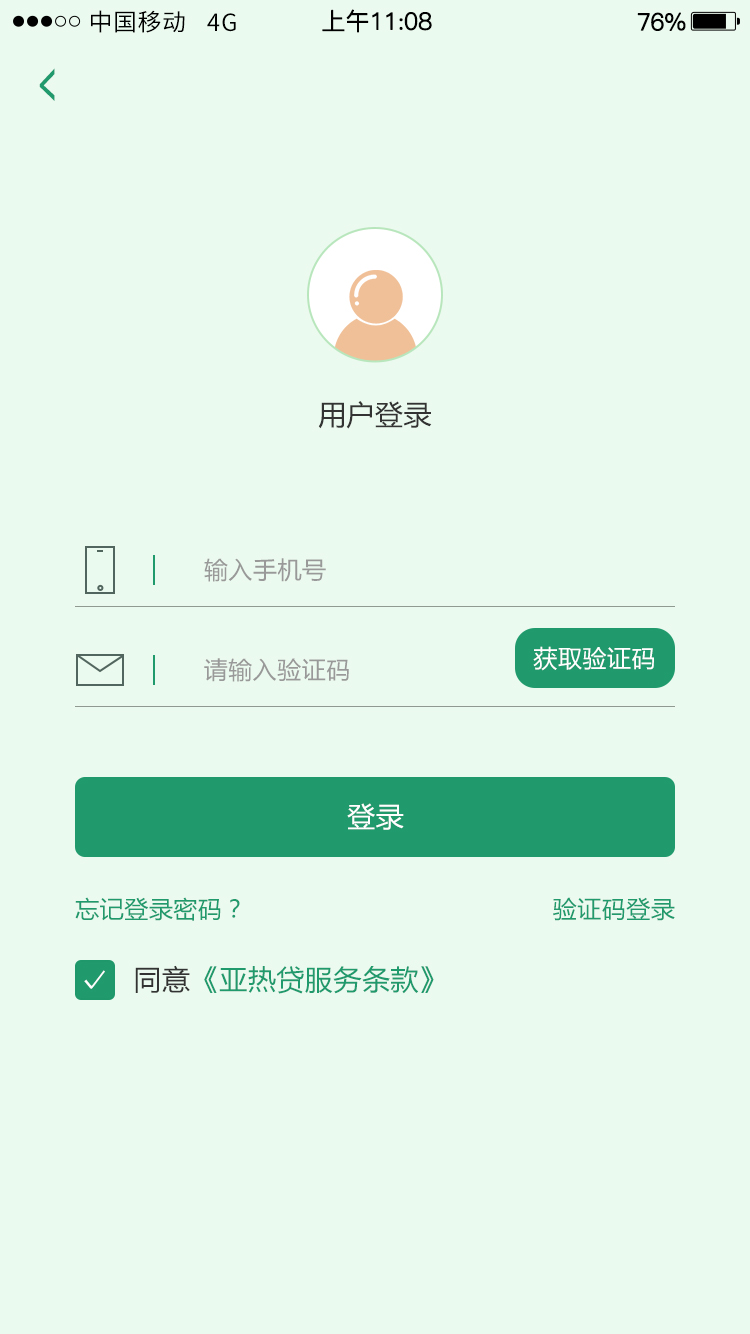 中国移动 4G 上午11:08 76%
用户登录
输入手机号
请输入验证码 获取验证码
登录
忘记登录密码？ 验证码登录
同意《亚热贷服务条款》